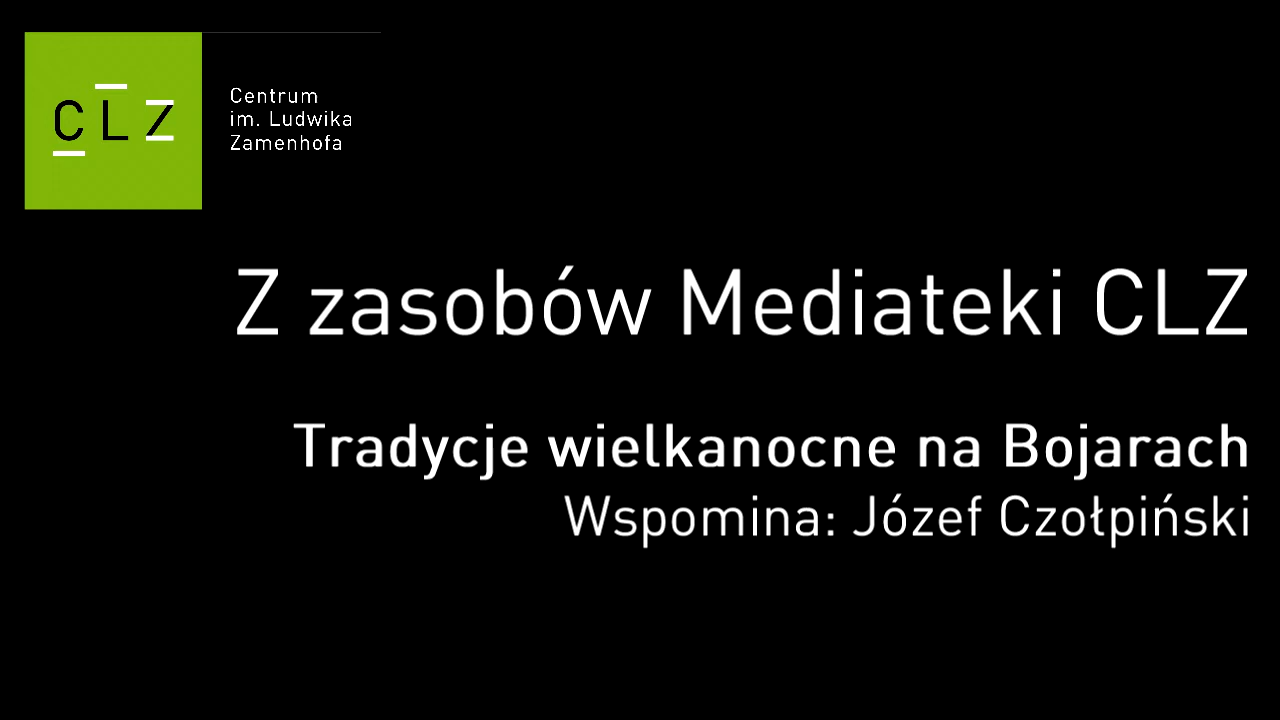 CLZ
Centrum
im. Ludwika
Zamenhofa
Z zasobów Mediateki CLZ
Tradycje wielkanocne na Bojarach
Wspomina: Józef Czołpiński